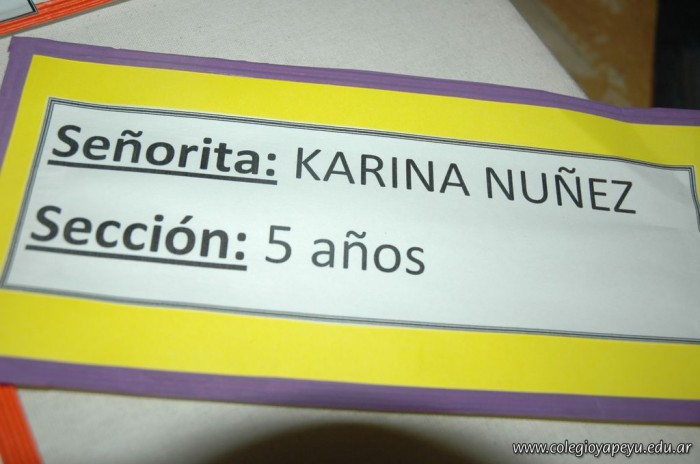 Señorita: KARINA NUÑEZ
Sección: 5 años
www.colegioyapeyu.edu.ar